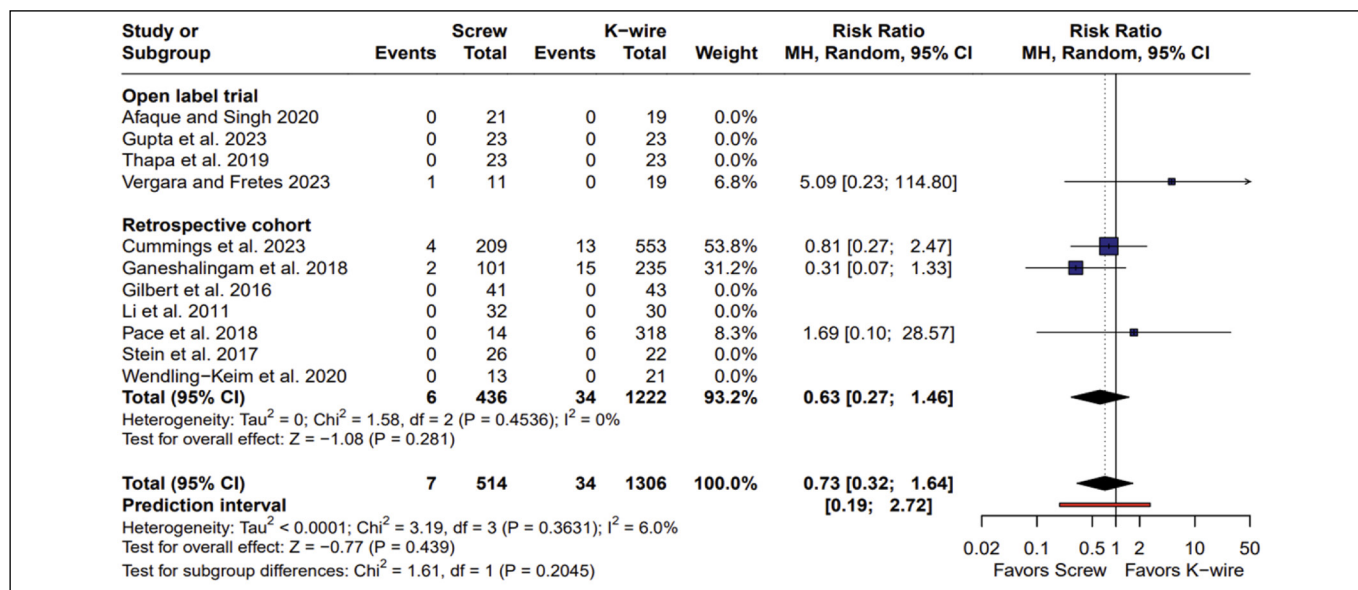 Study or Screw K−wire Risk Ratio Risk Ratio
Subgroup Events Total Events Total Weight MH, Random, 95% CI MH, Random, 95% CI
Open label trial
Afaque and Singh 2020 0 21 0 19 0.0%
Gupta et al. 2023 0 23 0 23 0.0%
Thapa et al. 2019 0 23 0 23 0.0%
Vergara and Fretes 2023 1 11 0 19 6.8% 5.09 [0.23; 114.80]
Retrospective cohort
Cummings et al. 2023 4 209 13 553 53.8% 0.81 [0.27; 2.47]
Ganeshalingam et al. 2018 2 101 15 235 31.2% 0.31 [0.07; 1.33]
Gilbert et al. 2016 0 41 0 43 0.0%
Li et al. 2011 0 32 0 30 0.0%
Pace et al. 2018 0 14 6 318 8.3% 1.69 [0.10; 28.57]
Stein et al. 2017 0 26 0 22 0.0%
Wendling−Keim et al. 2020 0 13 0 21 0.0%
Total (95% CI) 6 436 34 1222 93.2% 0.63 [0.27; 1.46]
Heterogeneity: Tau² = 0; Chi² = 1.58, df = 2 (P = 0.4536); I² = 0%
Test for overall effect: Z = −1.08 (P = 0.281)
Total (95% CI) 7 514 34 1306 100.0% 0.73 [0.32; 1.64]
Prediction interval [0.19; 2.72]
Heterogeneity: Tau² < 0.0001; Chi² = 3.19, df = 3 (P = 0.3631); I² = 6.0%
Test for overall effect: Z = −0.77 (P = 0.439)
Test for subgroup differences: Chi² = 1.61, df = 1 (P = 0.2045)
0.02 0.1 0.5 1 2 10 50
Favors Screw Favors K−wire